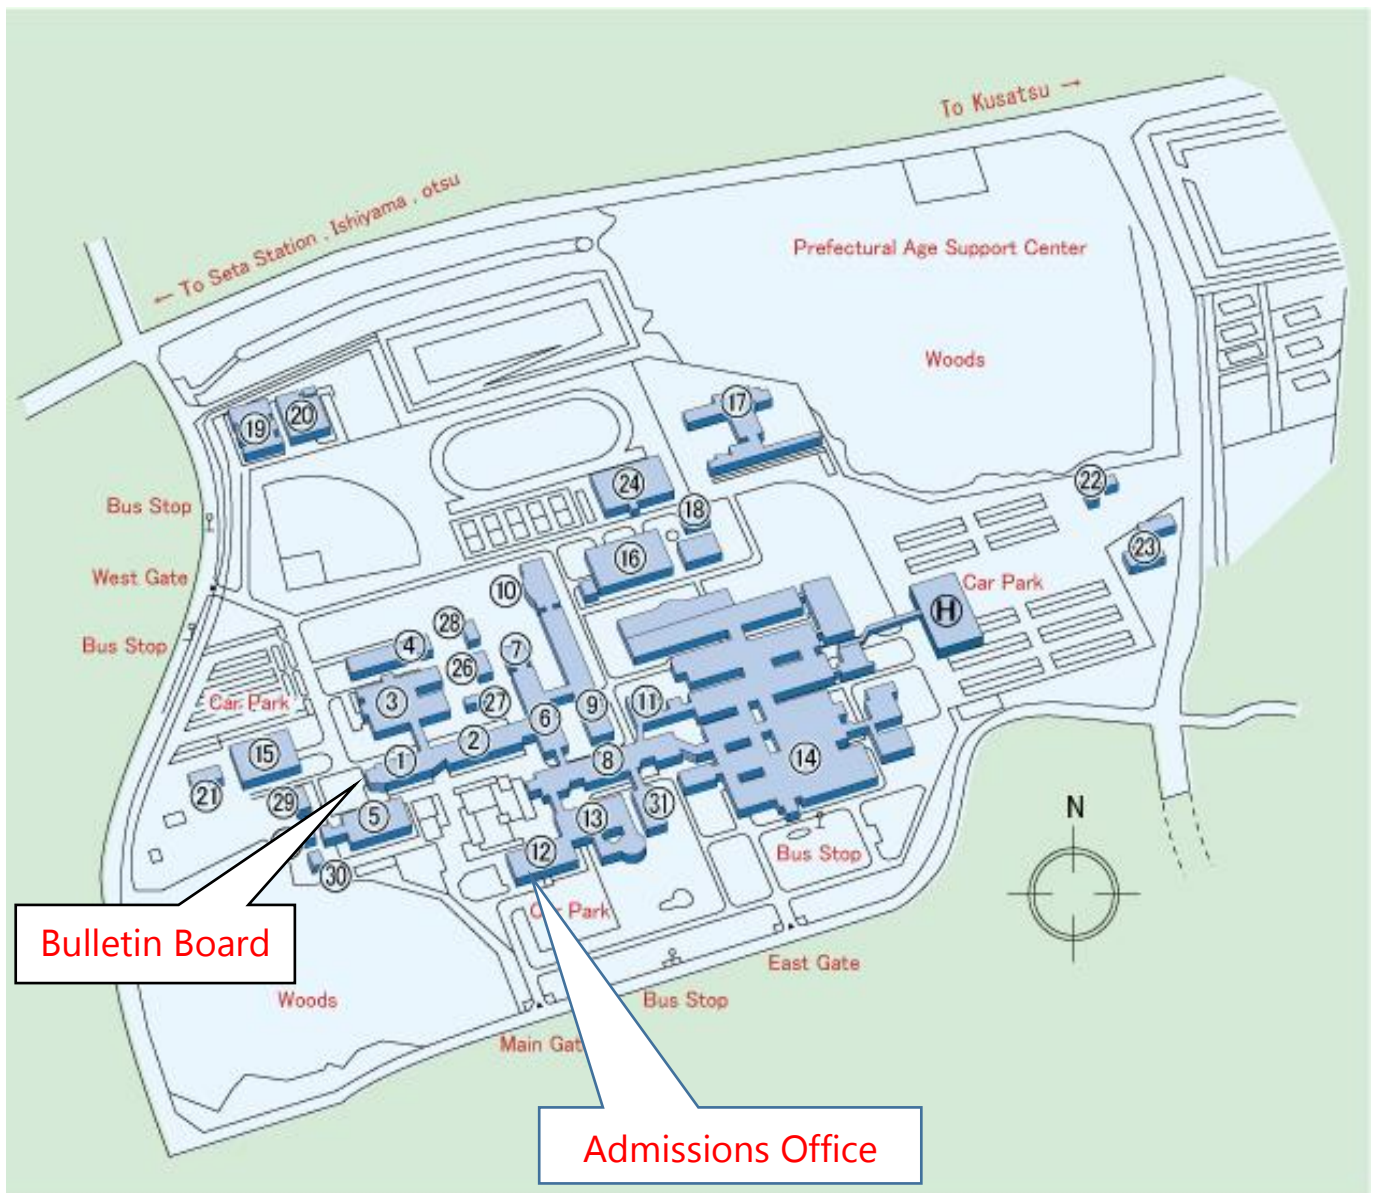 To Kusatsu →
← To Seta Station , Ishiyama , otsu
Prefectural Age Support Center
Woods
⑰
⑲
⑳
㉔
㉒
Bus Stop
⑱
㉓
⑯
West Gate
Car Park
⑩
Ⓗ
㉘
Bus Stop
④
⑦
㉖
Car Park
③
㉗
⑨
⑪
⑥
②
⑮
①
⑧
⑭
㉑
㉙
⑤
⑬
㉛
N
⑫
Bus Stop
㉚
Car Park
Bulletin Board
East Gate
Woods
Bus Stop
Main Gat
Admissions Office